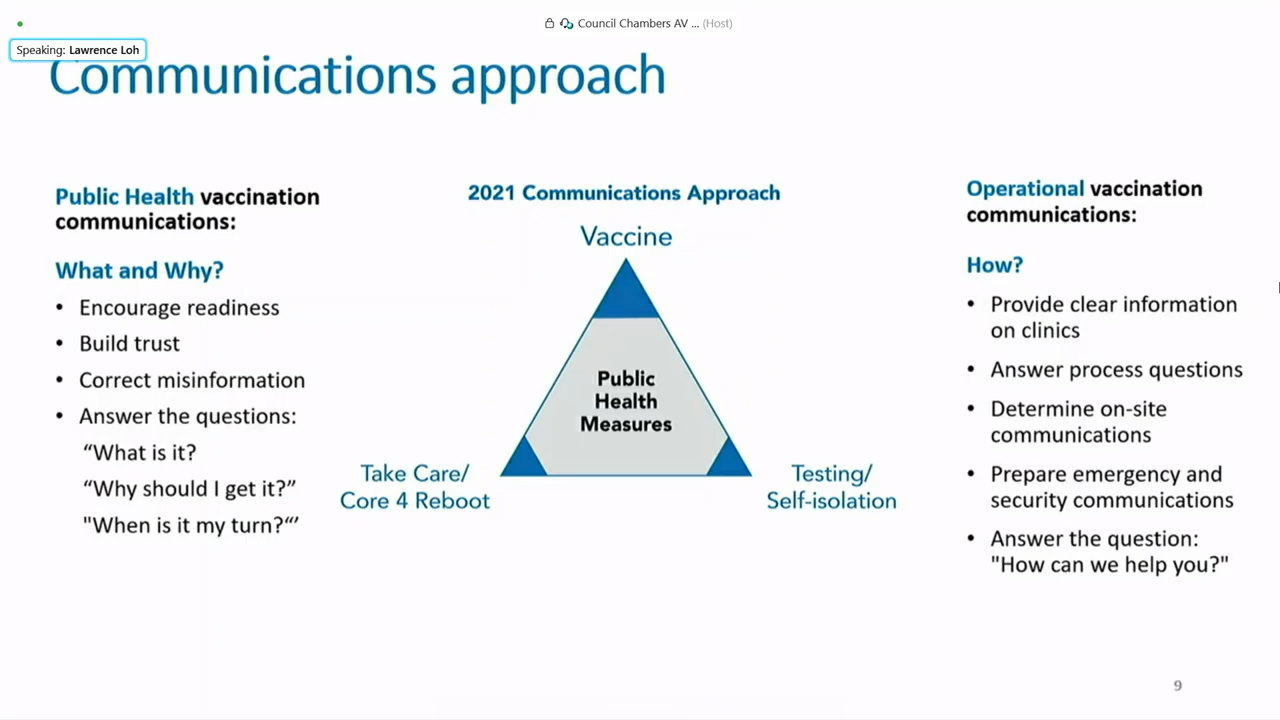 Council Chambers AV ... (Host)
Speaking: Lawrence Loh
Communications approach
Public Health vaccination
communications:
What and Why?
• Encourage readiness
• Build trust
• Correct misinformation
• Answer the questions:
“What is it?
“Why should I get it?”
"When is it my turn?“’
2021 Communications Approach
Vaccine
Public
Health
Measures
Take Care/
Core 4 Reboot
Testing/
Self-isolation
Operational vaccination
communications:
How?
• Provide clear information
on clinics
• Answer process questions
• Determine on-site
communications
• Prepare emergency and
security communications
• Answer the question:
"How can we help you?"
9